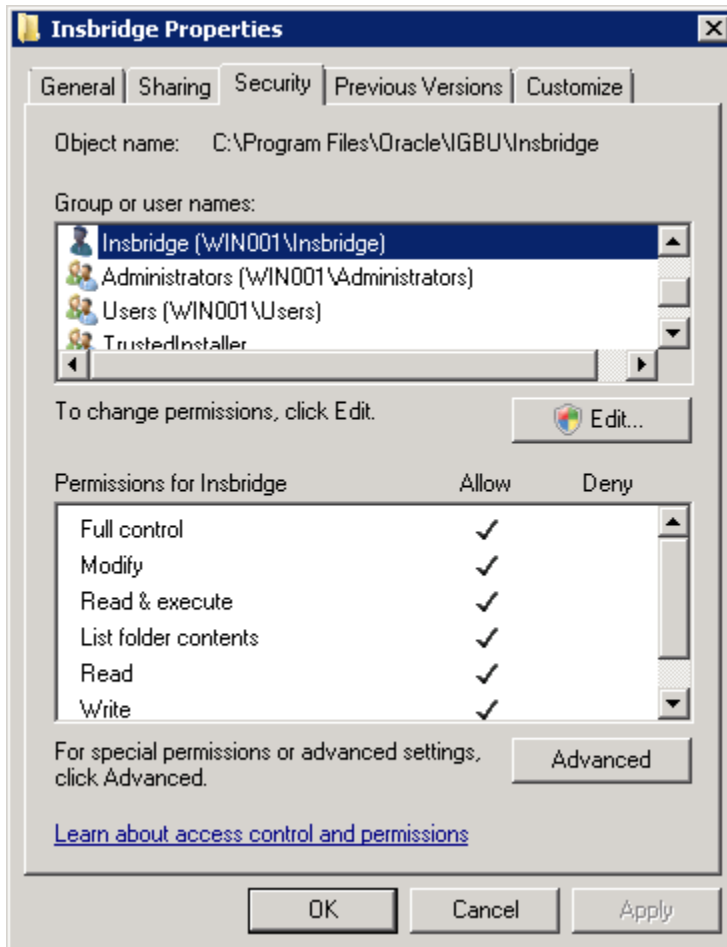 Insbridge Properties
General Sharing Security Previous Versions Customize
Object name: C:\Program Files\Oracle\IGBU\Insbridge
Group or user names:
Insbridge (WIN001\Insbridge)
Administrators (WIN001\Administrators)
Users (WIN001\Users)
TrustedInstaller
To change permissions, click Edit.
Edit...
Permissions for Insbridge Allow Deny
Full control
Modify
Read & execute
List folder contents
Read
Write
For special permissions or advanced settings,
click Advanced.
Advanced
Learn about access control and permissions
OK Cancel Apply